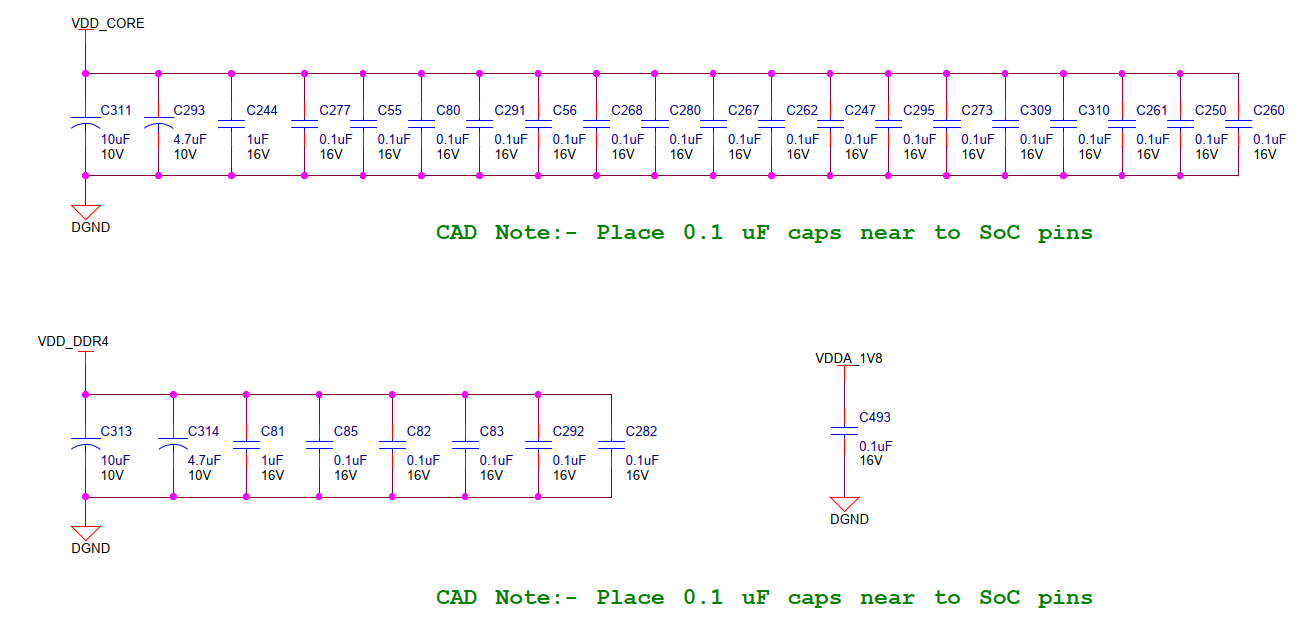 VDD_CORE
C311 C293 C244 C277 C55 C80 C291 C56 C268 C280 C267 C262 C247 C295 C273 C309 C310 C261 C250 C260
10uF 4.7uF 1uF 0.1uF 0.1uF 0.1uF 0.1uF 0.1uF 0.1uF 0.1uF 0.1uF 0.1uF 0.1uF 0.1uF 0.1uF 0.1uF 0.1uF 0.1uF 0.1uF 0.1uF
10V 10V 16V 16V 16V 16V 16V 16V 16V 16V 16V 16V 16V 16V 16V 16V 16V 16V 16V 16V
DGND
CAD Note:- Place 0.1 uF caps near to SoC pins
VDD_DDR4
C313 C314 C81 C85 C82 C83 C292 C282
10uF 4.7uF 1uF 0.1uF 0.1uF 0.1uF 0.1uF 0.1uF
10V 10V 16V 16V 16V 16V 16V 16V
DGND
VDDA_1V8
C493
0.1uF
16V
DGND
CAD Note:- Place 0.1 uF caps near to SoC pins